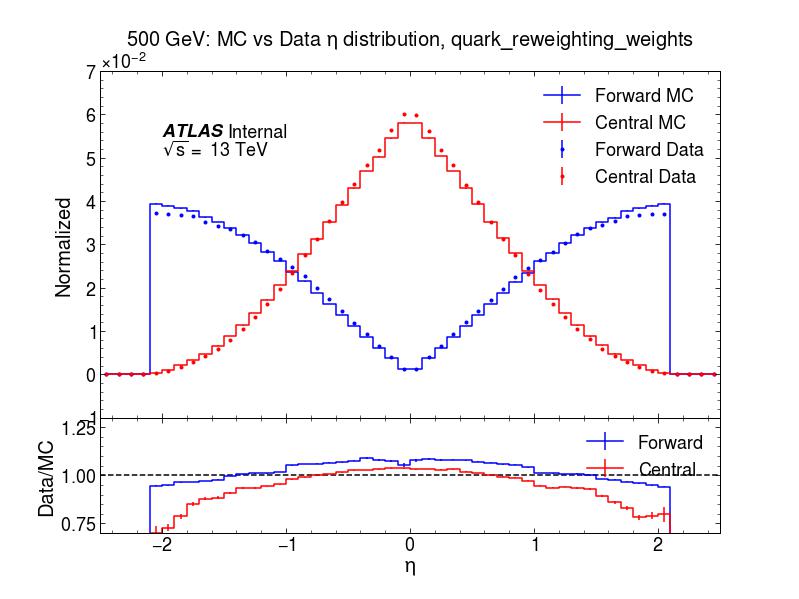 500 GeV: MC vs Data η distribution, quark_reweighting_weights
×10⁻²
7
6
5
4
3
2
1
0
−1
Normalized
ATLAS Internal
√s = 13 TeV
Forward MC
Central MC
Forward Data
Central Data
1.25
1.00
0.75
Data/MC
Forward
Central
−2 −1 0 1 2
η